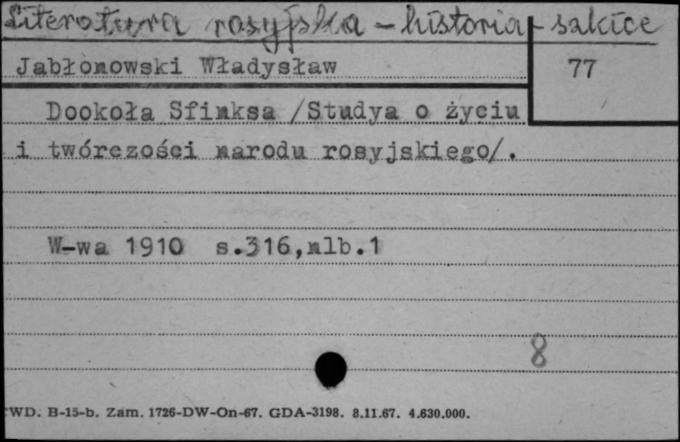 Literatura rosyjska - historia - szkice
Jabłonowski Władysław 77
Dookoła Sfinksa /Studya o życiu
i twórczości narodu rosyjskiego/.
W-wa 1910 s.316,nlb.1
8
WD. B-15-b. Zam. 1726-DW-On-67. GDA-3198. 8.11.67. 4.630.000.